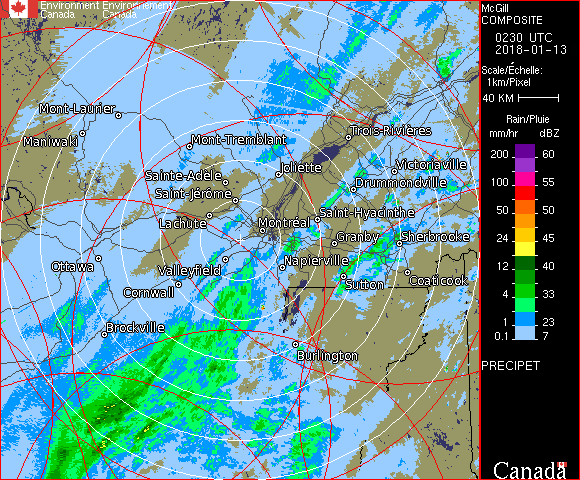 Environment Environnement
Canada Canada
McGill
COMPOSITE
0230 UTC
2018-01-13
Scale/Échelle:
1km/Pixel
40 KM
Rain/Pluie
mm/hr dBZ
200 60
100 55
50 50
24 45
12 40
8 33
4 33
1 23
0.1 7
PRECIPET
Canada
Mont-Laurier
Maniwaki
Mont-Tremblant
Trois-Rivières
Joliette
Victoriaville
Sainte-Adèle
Drummondville
Saint-Jérôme
Lachute
Saint-Hyacinthe
Montréal
Granby
Sherbrooke
Ottawa
Valleyfield
Napierville
Cornwall
Sutton
Coaticook
Brockville
Burlington